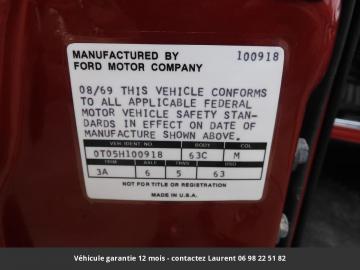 MANUFACTURED BY 100918
FORD MOTOR COMPANY
08/69 THIS VEHICLE CONFORMS
TO ALL APPLICABLE FEDERAL
MOTOR VEHICLE SAFETY STAN-
DARDS IN EFFECT ON DATE OF
MANUFACTURE SHOWN ABOVE.
VEH. IDENT. NO. BODY COL
0T05H100918 63C M
TRIM AXLE TRANS DSO
3A 6 5 63
NOT FOR TITLE OR REGISTRATION
MADE IN U.S.A.
Véhicule garantie 12 mois - contactez Laurent 06 98 22 51 82